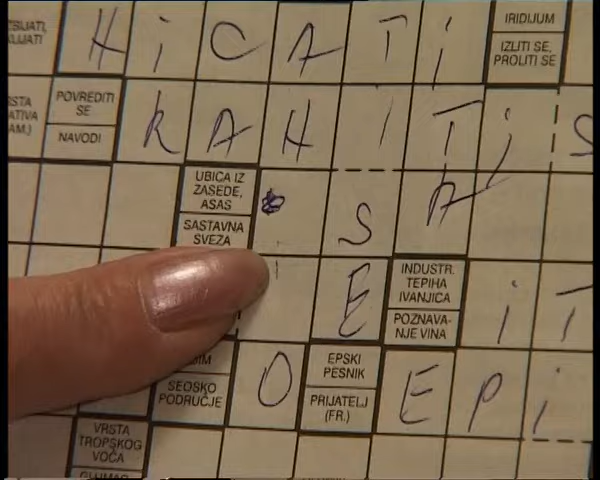 IRIDIJUM
H I C A T I
IZLITI SE,
PROLITI SE
POVREDITI
SE
NAVODI
K A H I T I S
UBICA IZ
ZASEDE,
ASAS
SASTAVNA
SVEZA
S A
E
INDUSTR.
TEPIHA
IVANJICA
POZNAVA-
NJE VINA
i T
SEOSKO
PODRUČJE
O
EPSKI
PESNIK
PRIJATELJ
(FR.)
E P i
VRSTA
TROPSKOG
VOĆA